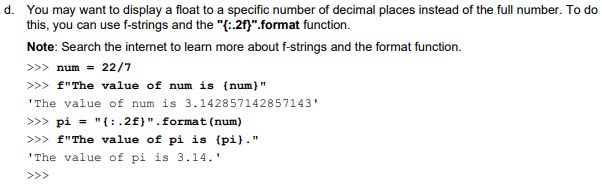 d. You may want to display a float to a specific number of decimal places instead of the full number. To do
this, you can use f-strings and the "{:.2f}".format function.
Note: Search the internet to learn more about f-strings and the format function.
>>> num = 22/7
>>> f"The value of num is {num}"
'The value of num is 3.142857142857143'
>>> pi = "{:.2f}".format(num)
>>> f"The value of pi is {pi}."
'The value of pi is 3.14.'
>>>